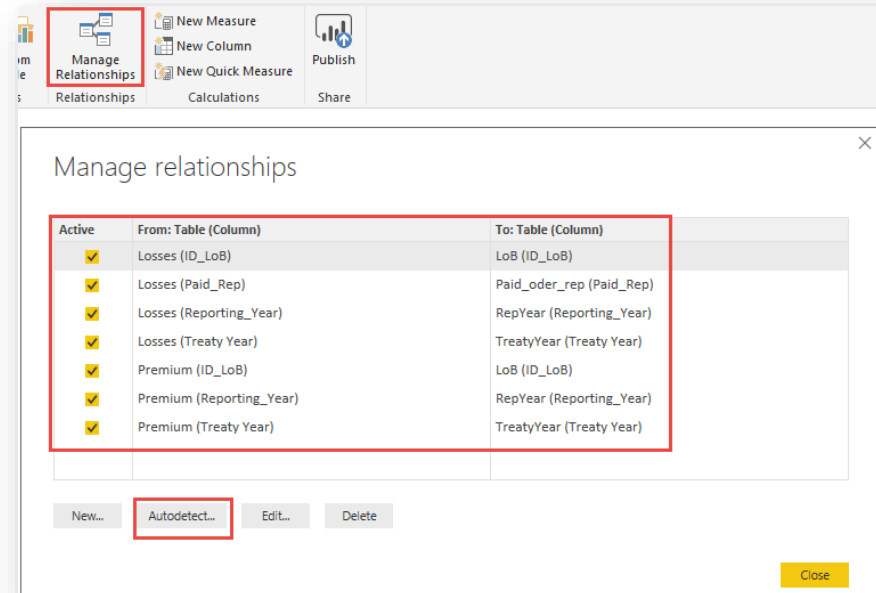 New Measure
New Column
New Quick Measure
Manage
Relationships
Publish
Relationships
Calculations
Share
Manage relationships
Active From: Table (Column) To: Table (Column)
Losses (ID_LoB) LoB (ID_LoB)
Losses (Paid_Rep) Paid_oder_rep (Paid_Rep)
Losses (Reporting_Year) RepYear (Reporting_Year)
Losses (Treaty Year) TreatyYear (Treaty Year)
Premium (ID_LoB) LoB (ID_LoB)
Premium (Reporting_Year) RepYear (Reporting_Year)
Premium (Treaty Year) TreatyYear (Treaty Year)
New... Autodetect... Edit... Delete
Close